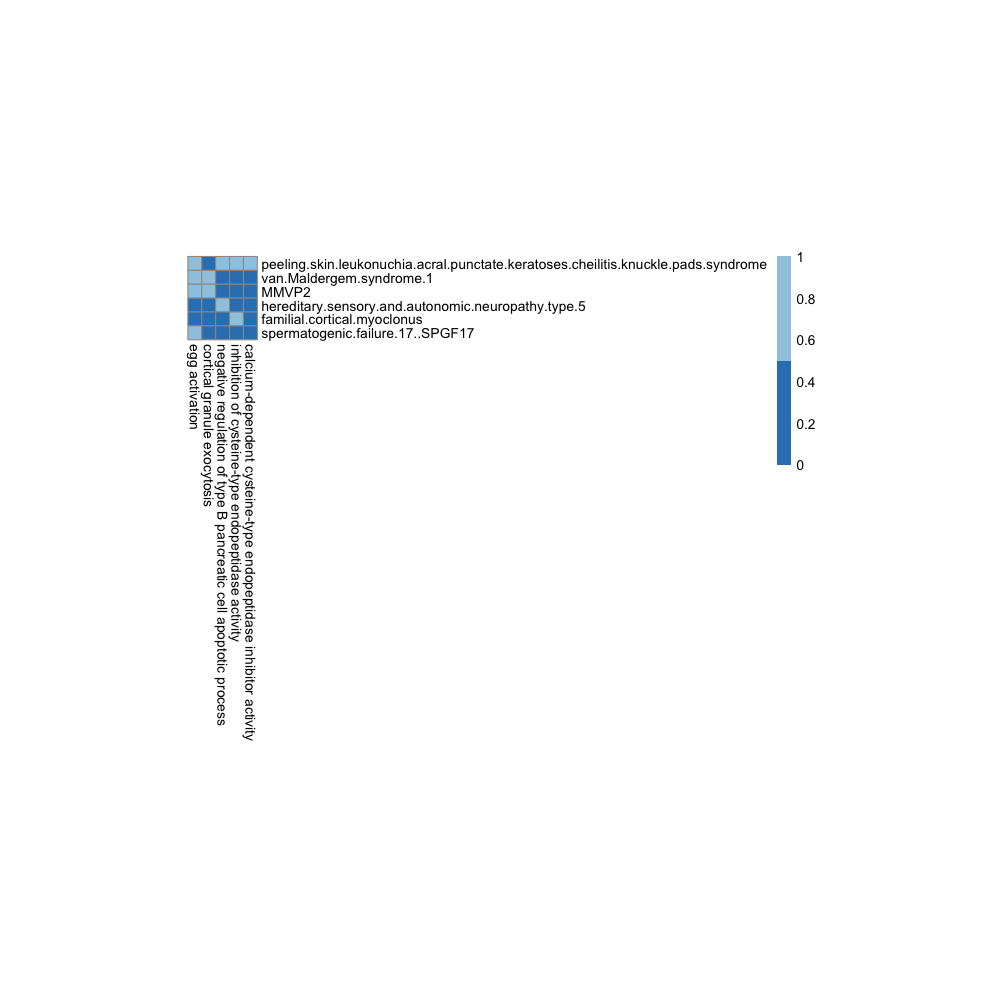 peeling.skin.leukonuchia.acral.punctate.keratoses.cheilitis.knuckle.pads.syndrome
van.Maldergem.syndrome.1
MMVP2
hereditary.sensory.and.autonomic.neuropathy.type.5
familial.cortical.myoclonus
spermatogenic.failure.17..SPGF17
egg activation
cortical granule exocytosis
negative regulation of type B pancreatic cell apoptotic process
inhibition of cysteine-type endopeptidase activity
calcium-dependent cysteine-type endopeptidase inhibitor activity
1
0.8
0.6
0.4
0.2
0